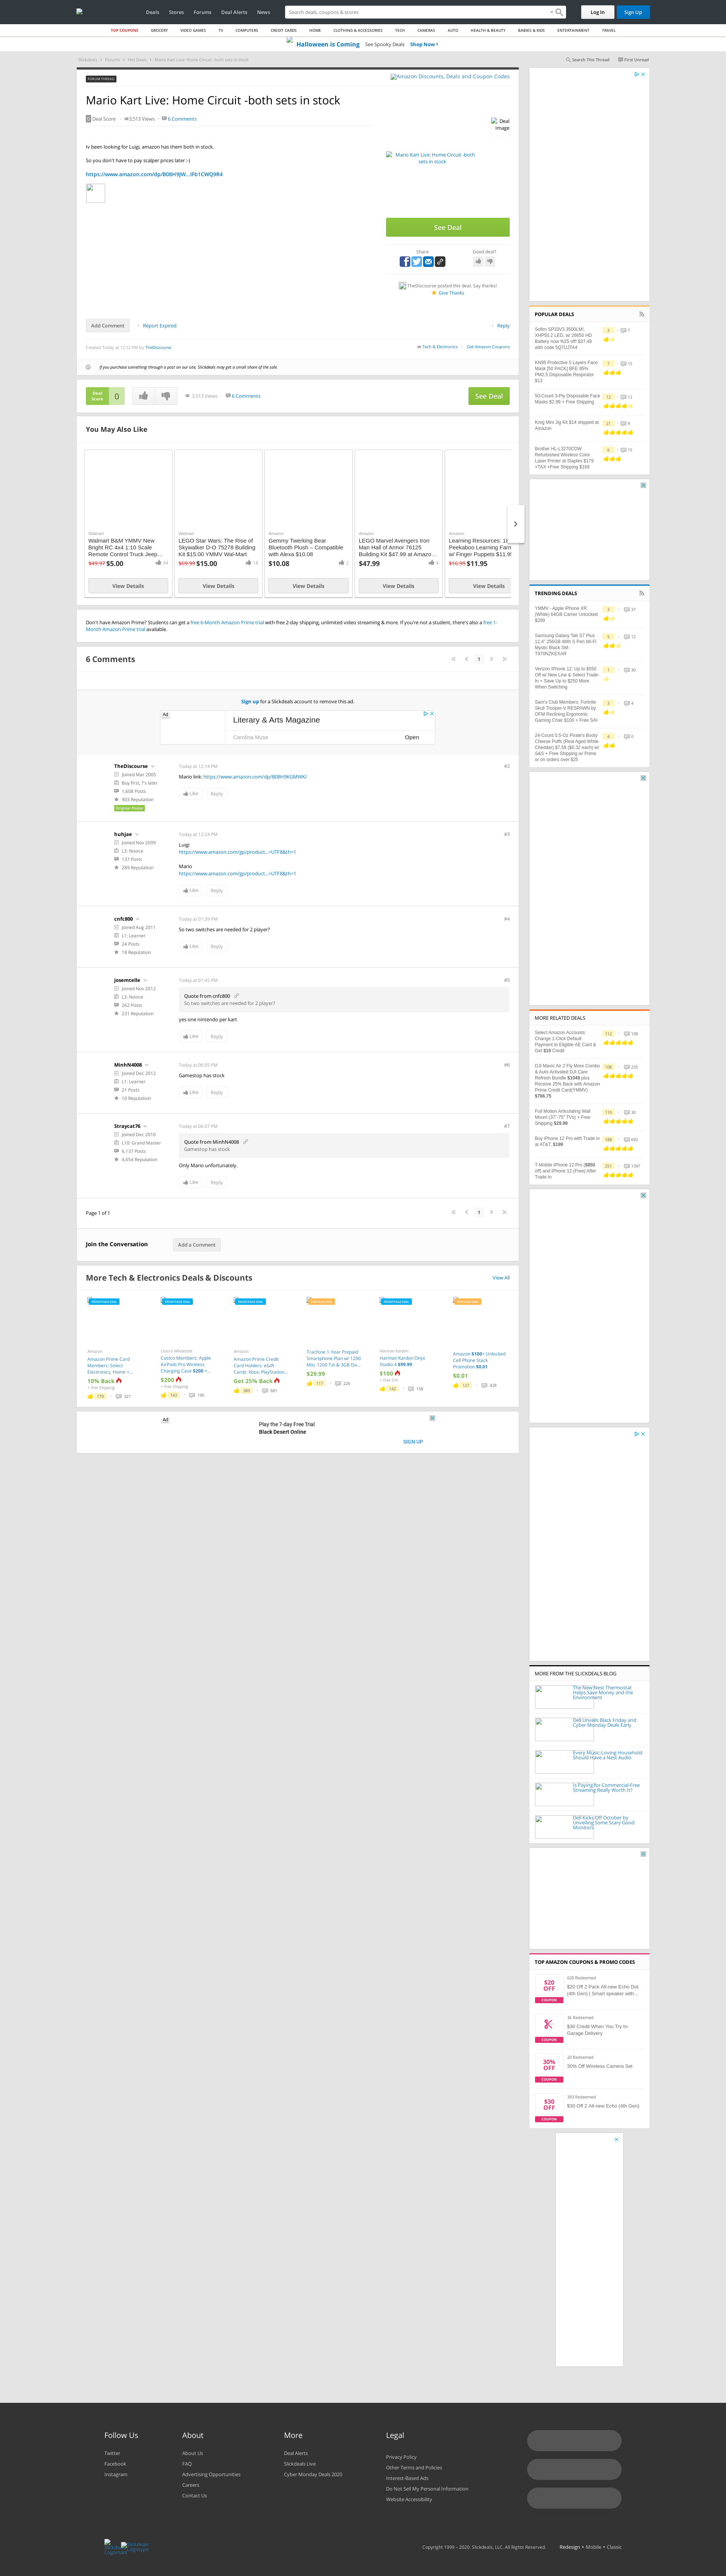 Deals Stores Forums Deal Alerts News
Search deals, coupons & stores
Log In Sign Up
TOP COUPONS GROCERY VIDEO GAMES TV COMPUTERS CREDIT CARDS HOME CLOTHING & ACCESSORIES TECH CAMERAS AUTO HEALTH & BEAUTY BABIES & KIDS ENTERTAINMENT TRAVEL
Halloween is Coming See Spooky Deals Shop Now ›
Slickdeals > Forums > Hot Deals > Mario Kart Live: Home Circuit -both sets in stock
Search This Thread First Unread
FORUM THREAD
Amazon Discounts, Deals and Coupon Codes
Mario Kart Live: Home Circuit -both sets in stock
0 Deal Score 3,513 Views 6 Comments
Deal Image
Iv been looking for Luigi, amazon has them both in stock.
So you don't have to pay scalper prices later :-)
https://www.amazon.com/dp/B08H9JW...IFb1CWQ9R4
Mario Kart Live: Home Circuit -both sets in stock
See Deal
Share Good deal?
TheDiscourse posted this deal. Say thanks!
Give Thanks
Add Comment Report Expired Reply
Created Today at 12:12 PM by TheDiscourse
Tech & Electronics Get Amazon Coupons
If you purchase something through a post on our site, Slickdeals may get a small share of the sale.
Deal Score 0 3,513 Views 6 Comments See Deal
You May Also Like
Walmart
Walmart B&M YMMV New Bright RC 4x4 1:10 Scale Remote Control Truck Jeep...
$49.97 $5.00 34
View Details
Walmart
LEGO Star Wars: The Rise of Skywalker D-O 75278 Building Kit $15.00 YMMV Wal-Mart
$69.99 $15.00 18
View Details
Amazon
Gemmy Twerking Bear Bluetooth Plush – Compatible with Alexa $10.08
$10.08 2
View Details
Amazon
LEGO Marvel Avengers Iron Man Hall of Armor 76125 Building Kit $47.99 at Amazo...
$47.99 4
View Details
Amazon
Learning Resources: 10
Peekaboo Learning Farm
w/ Finger Puppets $11.95
$16.99 $11.95
View Details
Don't have Amazon Prime? Students can get a free 6-Month Amazon Prime trial with free 2-day shipping, unlimited video streaming & more. If you're not a student, there's also a free 1-Month Amazon Prime trial available.
6 Comments
1
Sign up for a Slickdeals account to remove this ad.
Ad
Literary & Arts Magazine
Carolina Muse
Open
TheDiscourse
Joined Mar 2005
Buy first, ?'s later
1,608 Posts
903 Reputation
Original Poster
Today at 12:14 PM #2
Mario link: https://www.amazon.com/dp/B08H9KGMWK/
Like Reply
huhjae
Joined Nov 2009
L3: Novice
137 Posts
289 Reputation
Today at 12:24 PM #3
Luigi
https://www.amazon.com/gp/product...=UTF8&th=1
Mario
https://www.amazon.com/gp/product...=UTF8&th=1
Like Reply
cnfc800
Joined Aug 2011
L1: Learner
24 Posts
18 Reputation
Today at 01:39 PM #4
So two switches are needed for 2 player?
Like Reply
josemtelle
Joined Nov 2012
L3: Novice
262 Posts
231 Reputation
Today at 01:45 PM #5
Quote from cnfc800
So two switches are needed for 2 player?
yes one nintendo per kart
Like Reply
MinhN4008
Joined Dec 2012
L1: Learner
21 Posts
10 Reputation
Today at 06:05 PM #6
Gamestop has stock
Like Reply
Straycat76
Joined Dec 2010
L10: Grand Master
6,137 Posts
4,654 Reputation
Today at 06:07 PM #7
Quote from MinhN4008
Gamestop has stock
Only Mario unfortunately.
Like Reply
Page 1 of 1
1
Join the Conversation Add a Comment
More Tech & Electronics Deals & Discounts View All
FRONTPAGE DEAL
Amazon
Amazon Prime Card Members: Select Electronics, Home +...
10% Back
+ Free Shipping
179 321
FRONTPAGE DEAL
Costco Wholesale
Costco Members: Apple AirPods Pro Wireless Charging Case $200 +...
$200
+ Free Shipping
143 190
FRONTPAGE DEAL
Amazon
Amazon Prime Credit Card Holders: eGift Cards: Xbox, PlayStation...
Get 25% Back
389 681
POPULAR DEAL
Tracfone 1-Year Prepaid Smartphone Plan w/ 1200 Min, 1200 Txt & 3GB Da...
$29.99
117 226
FRONTPAGE DEAL
Harman Kardon
Harman Kardon Onyx Studio 4 $99.99
$100
+ Free S/H
142 158
POPULAR DEAL
Amazon $100+ Unlocked Cell Phone Stack Promotion $0.01
$0.01
127 828
Ad
Play the 7-day Free Trial
Black Desert Online
SIGN UP
POPULAR DEALS
Sofirn SP33V3 3500LM!, XHP50.2 LED, w/ 26650 HD Battery now %25 off! $37.49 with code 5Q7UJTA4 3 7
KN95 Protective 5 Layers Face Mask [50 PACK] BFE 95% PM2.5 Disposable Respirator $13 7 15
50-Count 3-Ply Disposable Face Masks $2.99 + Free Shipping 12 12
Kreg Mini Jig Kit $14 shipped at Amazon 21 9
Brother HL-L3270CDW Refurbished Wireless Color Laser Printer at Staples $179 +TAX +Free Shipping $169 6 15
TRENDING DEALS
YMMV - Apple iPhone XR (White) 64GB Carrier Unlocked $299 3 37
Samsung Galaxy Tab S7 Plus 12.4" 256GB With S Pen Wi-Fi Mystic Black SM-T970NZKEXAR 5 12
Verizon iPhone 12: Up to $550 Off w/ New Line & Select Trade-In + Save Up to $250 More When Switching 1 30
Sam's Club Members: Fortnite Skull Trooper-V RESPAWN by OFM Reclining Ergonomic Gaming Chair $100 + Free S/H 3 4
24-Count 0.5-Oz Pirate's Booty Cheese Puffs (Real Aged White Cheddar) $7.58 ($0.32 each) w/ S&S + Free Shipping w/ Prime or on orders over $25 4 0
MORE RELATED DEALS
Select Amazon Accounts: Change 1-Click Default Payment to Eligible AE Card & Get $10 Credit 112 198
DJI Mavic Air 2 Fly More Combo & Auto-Activated DJI Care Refresh Bundle $1049 plus Receive 25% Back with Amazon Prime Credit Card(YMMV) $786.75 108 235
Full Motion Articulating Wall Mount (37"-75" TVs) + Free Shipping $29.99 110 30
Buy iPhone 12 Pro with Trade in at AT&T. $199 166 692
T-Mobile iPhone 12 Pro ($850 off) and iPhone 12 (Free) After Trade In 251 1307
MORE FROM THE SLICKDEALS BLOG
The New Nest Thermostat Helps Save Money and the Environment
Dell Unveils Black Friday and Cyber Monday Deals Early
Every Music-Loving Household Should Have a Nest Audio
Is Paying for Commercial-Free Streaming Really Worth It?
Dell Kicks Off October by Unveiling Some Scary Good Monitors
TOP AMAZON COUPONS & PROMO CODES
$20 OFF COUPON
620 Redeemed
$20 Off 2 Pack All-new Echo Dot (4th Gen) | Smart speaker with...
COUPON
3k Redeemed
$30 Credit When You Try In-Garage Delivery
30% OFF COUPON
20 Redeemed
30% Off Wireless Camera Set
$30 OFF COUPON
303 Redeemed
$30 Off 2 All-new Echo (4th Gen)
Follow Us
Twitter
Facebook
Instagram
About
About Us
FAQ
Advertising Opportunities
Careers
Contact Us
More
Deal Alerts
Slickdeals Live
Cyber Monday Deals 2020
Legal
Privacy Policy
Other Terms and Policies
Interest-Based Ads
Do Not Sell My Personal Information
Website Accessibility
Copyright 1999 – 2020. Slickdeals, LLC. All Rights Reserved. Redesign • Mobile • Classic